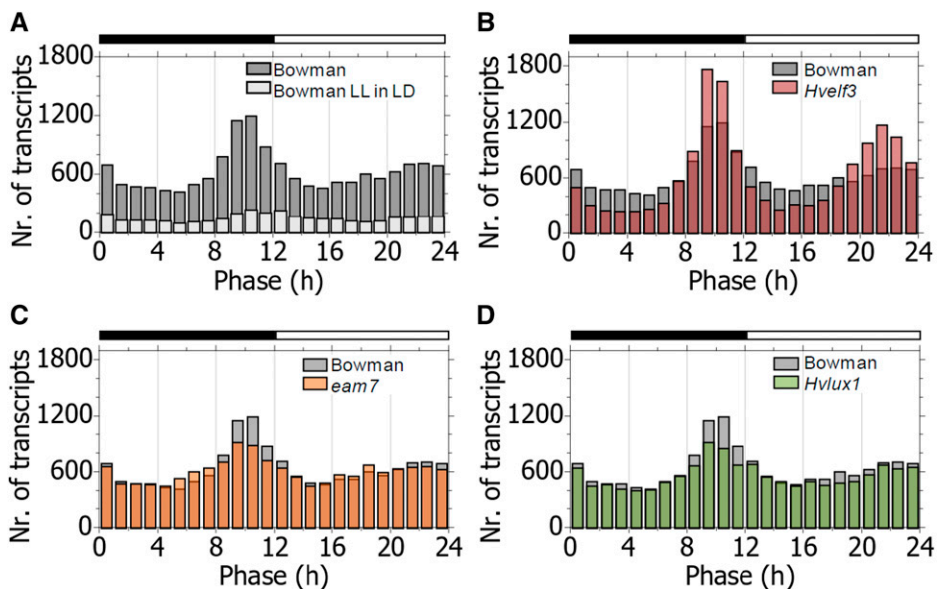 A
Nr. of transcripts
1800
1200
600
0
Bowman
Bowman LL in LD
0 4 8 12 16 20 24
Phase (h)
B
Nr. of transcripts
1800
1200
600
0
Bowman
Hvelf3
0 4 8 12 16 20 24
Phase (h)
C
Nr. of transcripts
1800
1200
600
0
Bowman
eam7
0 4 8 12 16 20 24
Phase (h)
D
Nr. of transcripts
1800
1200
600
0
Bowman
Hvlux1
0 4 8 12 16 20 24
Phase (h)